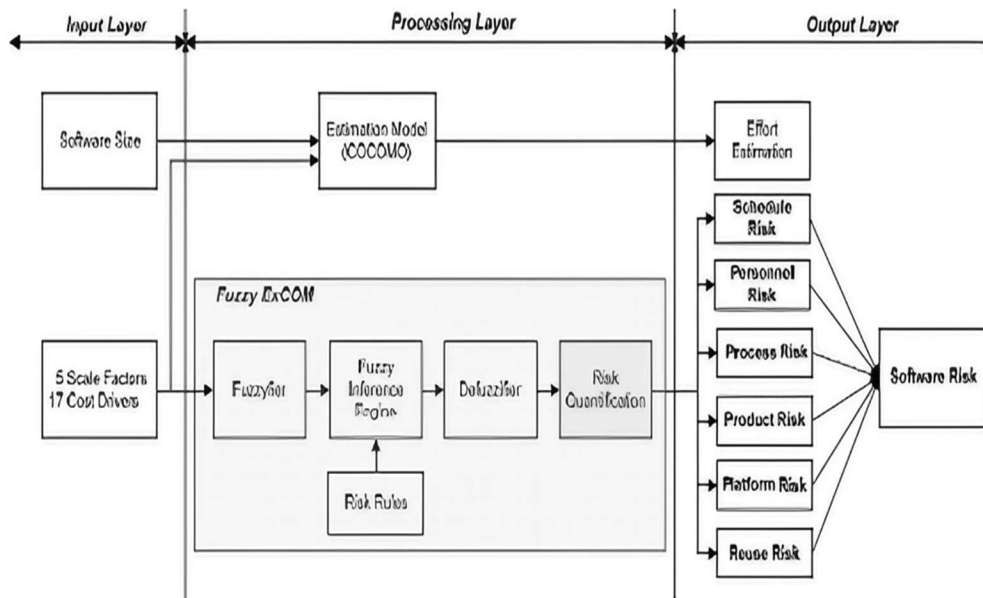 Input Layer
Processing Layer
Output Layer
Software Size
Estimation Model
(COCOMO)
Effort
Estimation
Schedule
Risk
Personnel
Risk
Fuzzy ExCOM
5 Scale Factors
17 Cost Drivers
Fuzzyfier
Fuzzy
Inference
Engine
Defuzzifier
Risk
Quantification
Process Risk
Software Risk
Product Risk
Risk Rules
Platform Risk
Reuse Risk